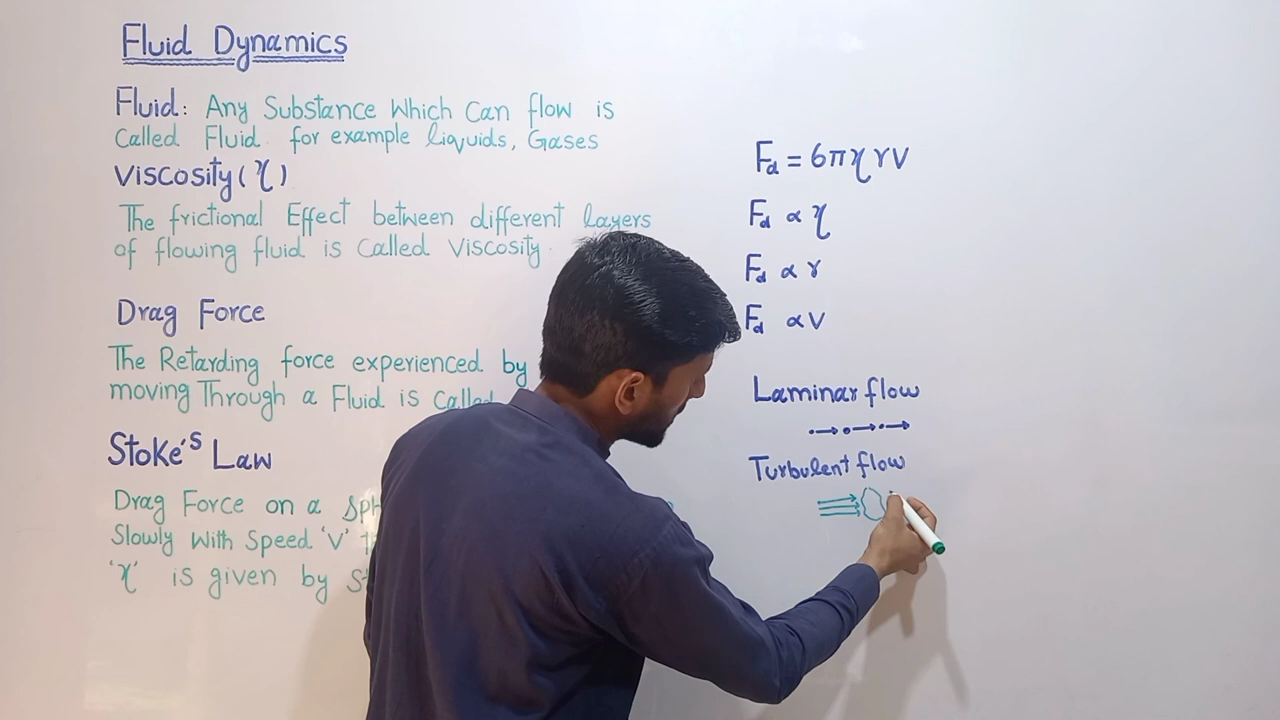 Fluid Dynamics
Fluid: Any Substance Which Can flow is
Called Fluid. for example liquids, Gases
Viscosity (η)
The frictional Effect between different layers
of flowing fluid is Called Viscosity.
Drag Force
The Retarding force experienced by
moving Through a Fluid is Called
Stoke's Law
Drag Force on a
Slowly With Speed 'v'
'η' is given by
Fd = 6πηrv
Fd ∝ η
Fd ∝ r
Fd ∝ v
Laminar flow
Turbulent flow